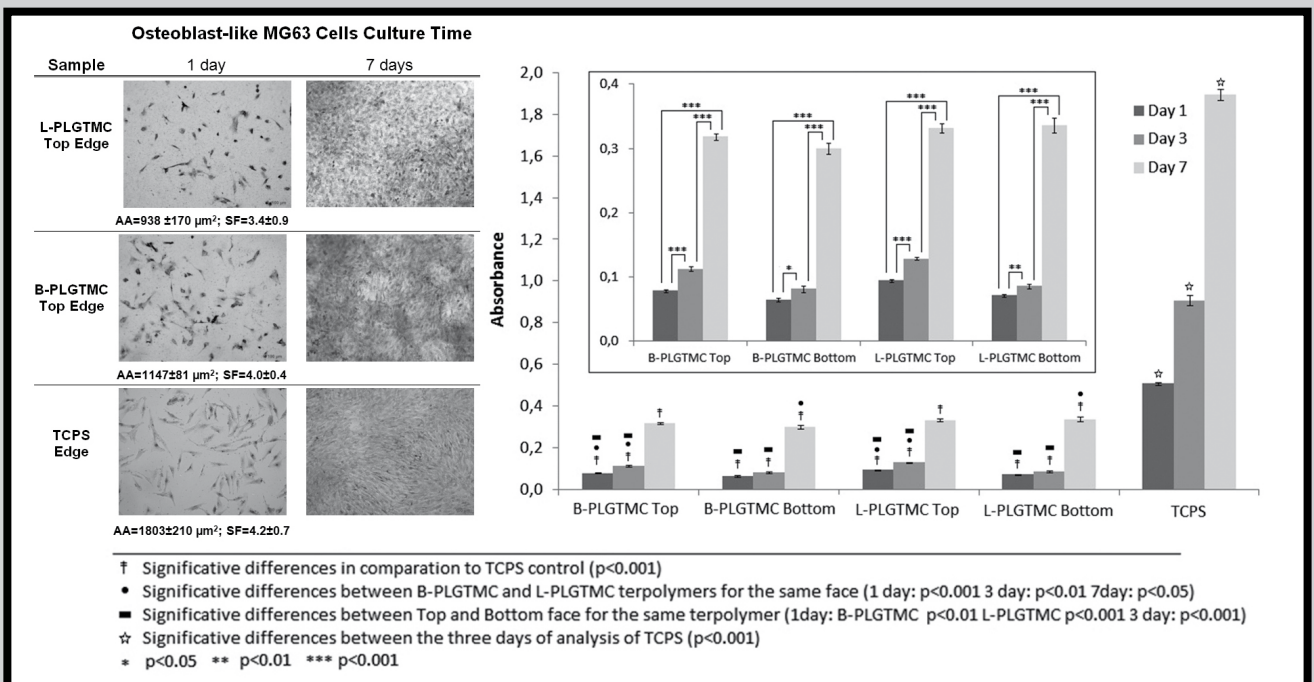 Osteoblast-like MG63 Cells Culture Time
Sample 1 day 7 days
L-PLGTMC
Top Edge
AA=938 ±170 µm²; SF=3.4±0.9
B-PLGTMC
Top Edge
AA=1147±81 µm²; SF=4.0±0.4
TCPS
Edge
AA=1803±210 µm²; SF=4.2±0.7
Absorbance
2,0
1,8
1,6
1,4
1,2
1,0
0,8
0,6
0,4
0,2
0,0
0,4
0,3
0,2
0,1
0,0
*** *** ***
*** *** *
*** *** ***
*** *** **
B-PLGTMC Top B-PLGTMC Bottom L-PLGTMC Top L-PLGTMC Bottom
Day 1
Day 3
Day 7
B-PLGTMC Top B-PLGTMC Bottom L-PLGTMC Top L-PLGTMC Bottom TCPS
‡ Significative differences in comparation to TCPS control (p<0.001)
● Significative differences between B-PLGTMC and L-PLGTMC terpolymers for the same face (1 day: p<0.001 3 day: p<0.01 7day: p<0.05)
▬ Significative differences between Top and Bottom face for the same terpolymer (1day: B-PLGTMC p<0.01 L-PLGTMC p<0.001 3 day: p<0.001)
☆ Significative differences between the three days of analysis of TCPS (p<0.001)
* p<0.05 ** p<0.01 *** p<0.001